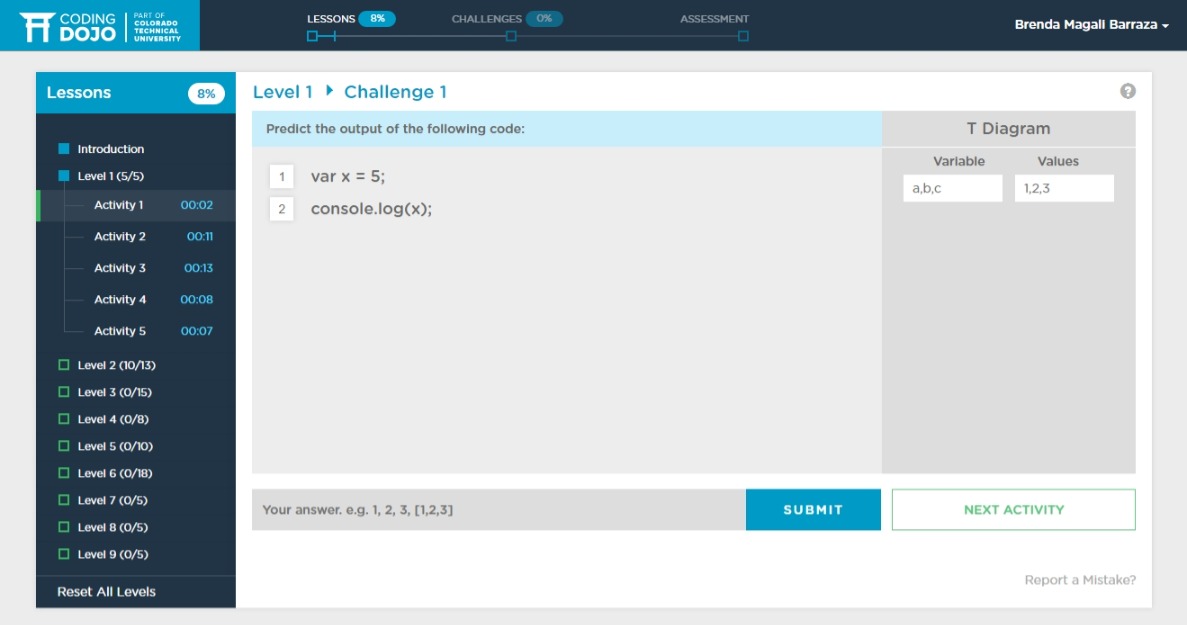 CODING DOJO
PART OF COLORADO TECHNICAL UNIVERSITY
LESSONS 8%
CHALLENGES 0%
ASSESSMENT
Brenda Magali Barraza
Lessons 8%
Introduction
Level 1 (5/5)
Activity 1 00:02
Activity 2 00:11
Activity 3 00:13
Activity 4 00:08
Activity 5 00:07
Level 2 (10/13)
Level 3 (0/15)
Level 4 (0/8)
Level 5 (0/10)
Level 6 (0/18)
Level 7 (0/5)
Level 8 (0/5)
Level 9 (0/5)
Reset All Levels
Level 1 Challenge 1
?
Predict the output of the following code:
1 var x = 5;
2 console.log(x);
T Diagram
Variable Values
a,b,c 1,2,3
Your answer. e.g. 1, 2, 3, [1,2,3]
SUBMIT
NEXT ACTIVITY
Report a Mistake?